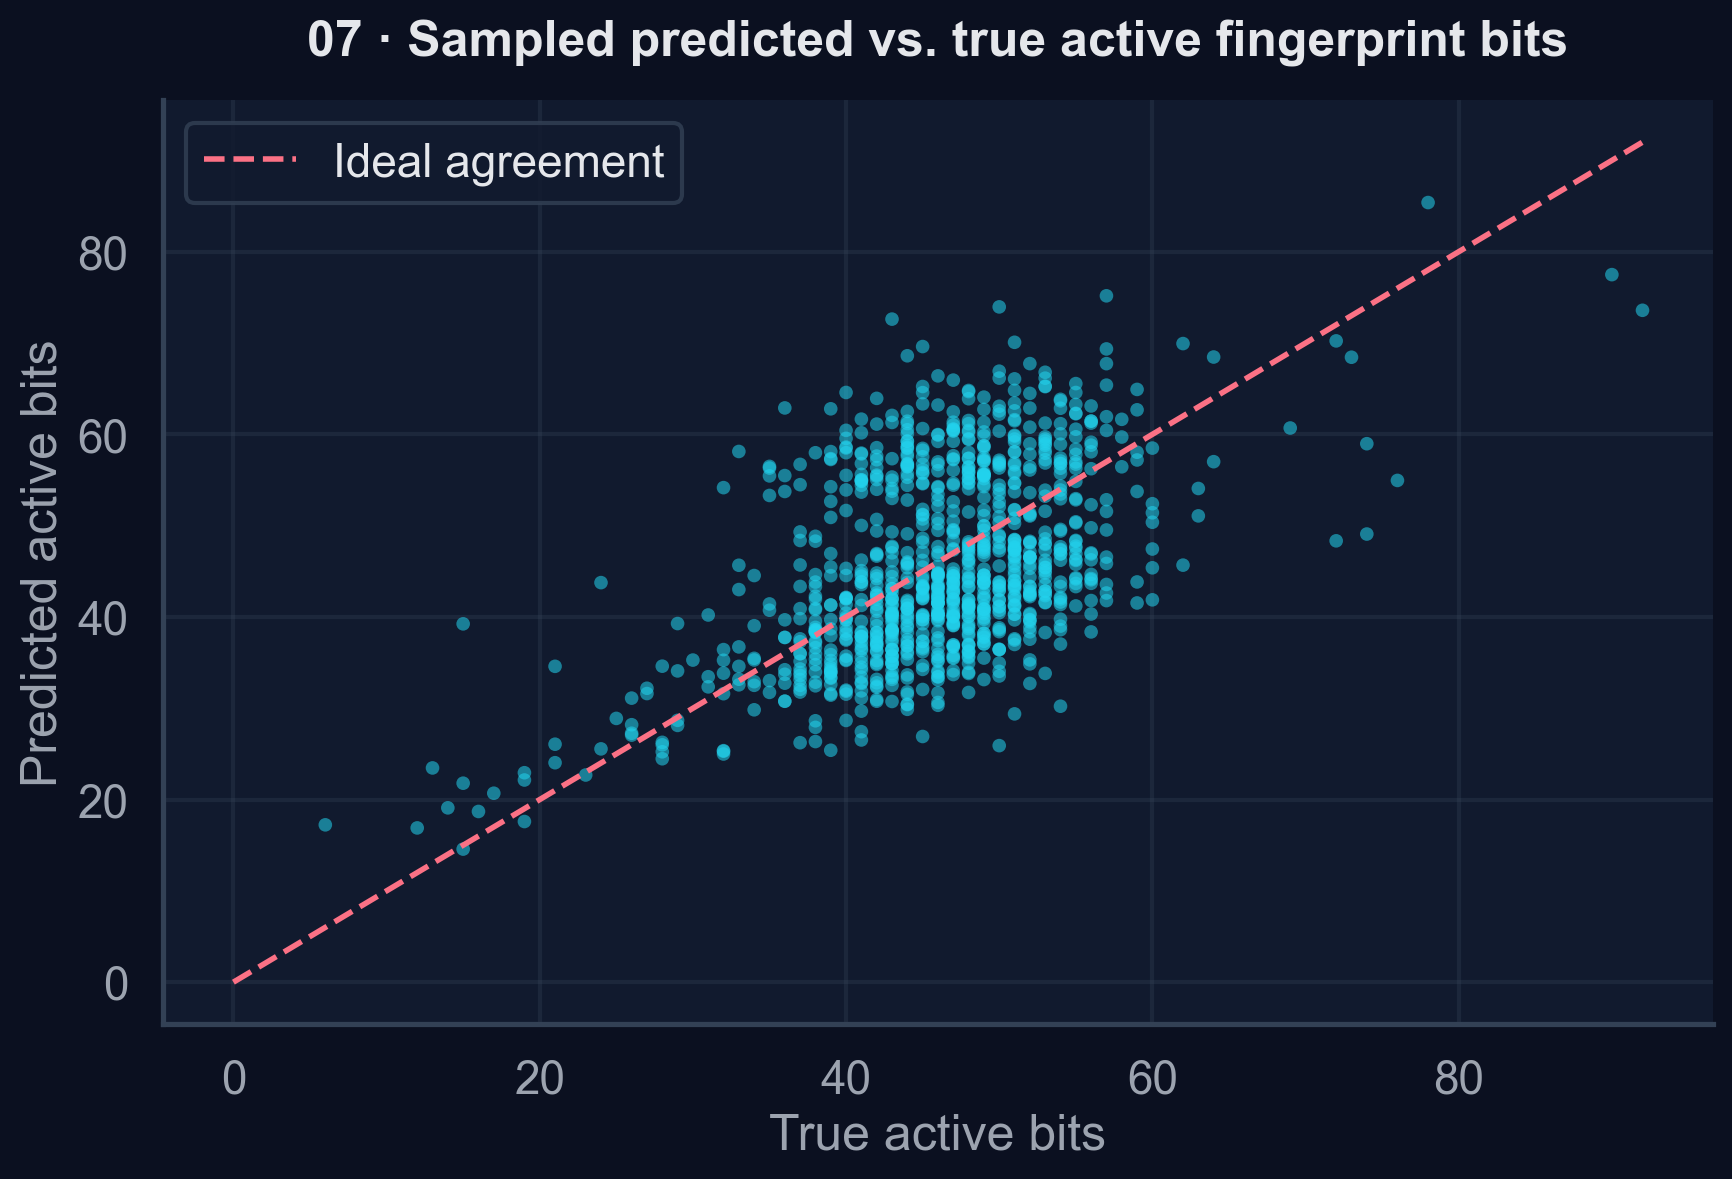 07 · Sampled predicted vs. true active fingerprint bits
Ideal agreement
Predicted active bits
80
60
40
20
0
0 20 40 60 80
True active bits